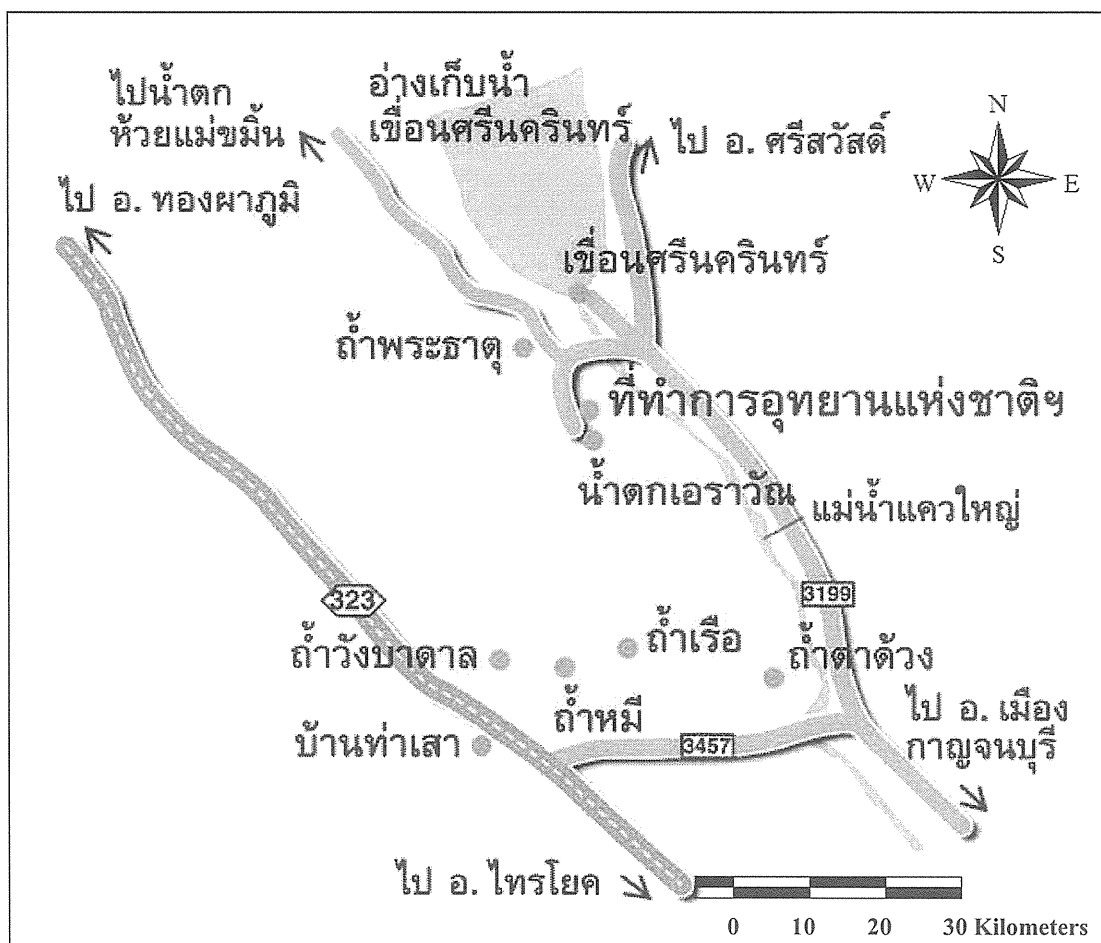 ไปน้ำตก
ห้วยแม่ขมิ้น
อ่างเก็บน้ำ
เขื่อนศรีนครินทร์
ไป อ. ศรีสวัสดิ์
N
W
E
S
ไป อ. ทองผาภูมิ
เขื่อนศรีนครินทร์
ถ้ำพระธาตุ
ที่ทำการอุทยานแห่งชาติฯ
น้ำตกเอราวัณ
แม่น้ำแควใหญ่
323
3199
ถ้ำวังบาดาล
ถ้ำเรือ
ถ้ำตาด้วง
ถ้ำหมี
บ้านท่าเสา
3457
ไป อ. เมือง
กาญจนบุรี
ไป อ. ไทรโยค
0 10 20 30 Kilometers